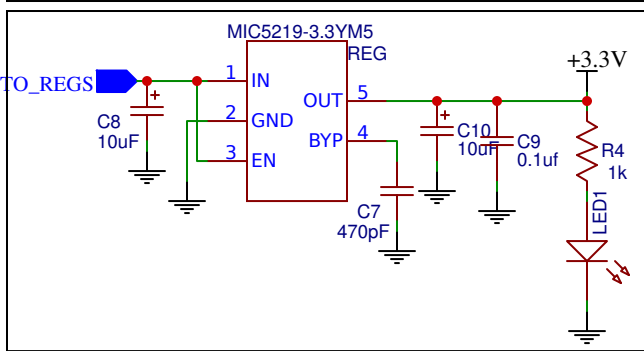 MIC5219-3.3YM5
REG
+3.3V
TO_REGS
1
IN
OUT
5
2
GND
BYP
4
3
EN
C8
10uF
C10
10uF
C9
0.1uf
R4
1k
C7
470pF
LED1